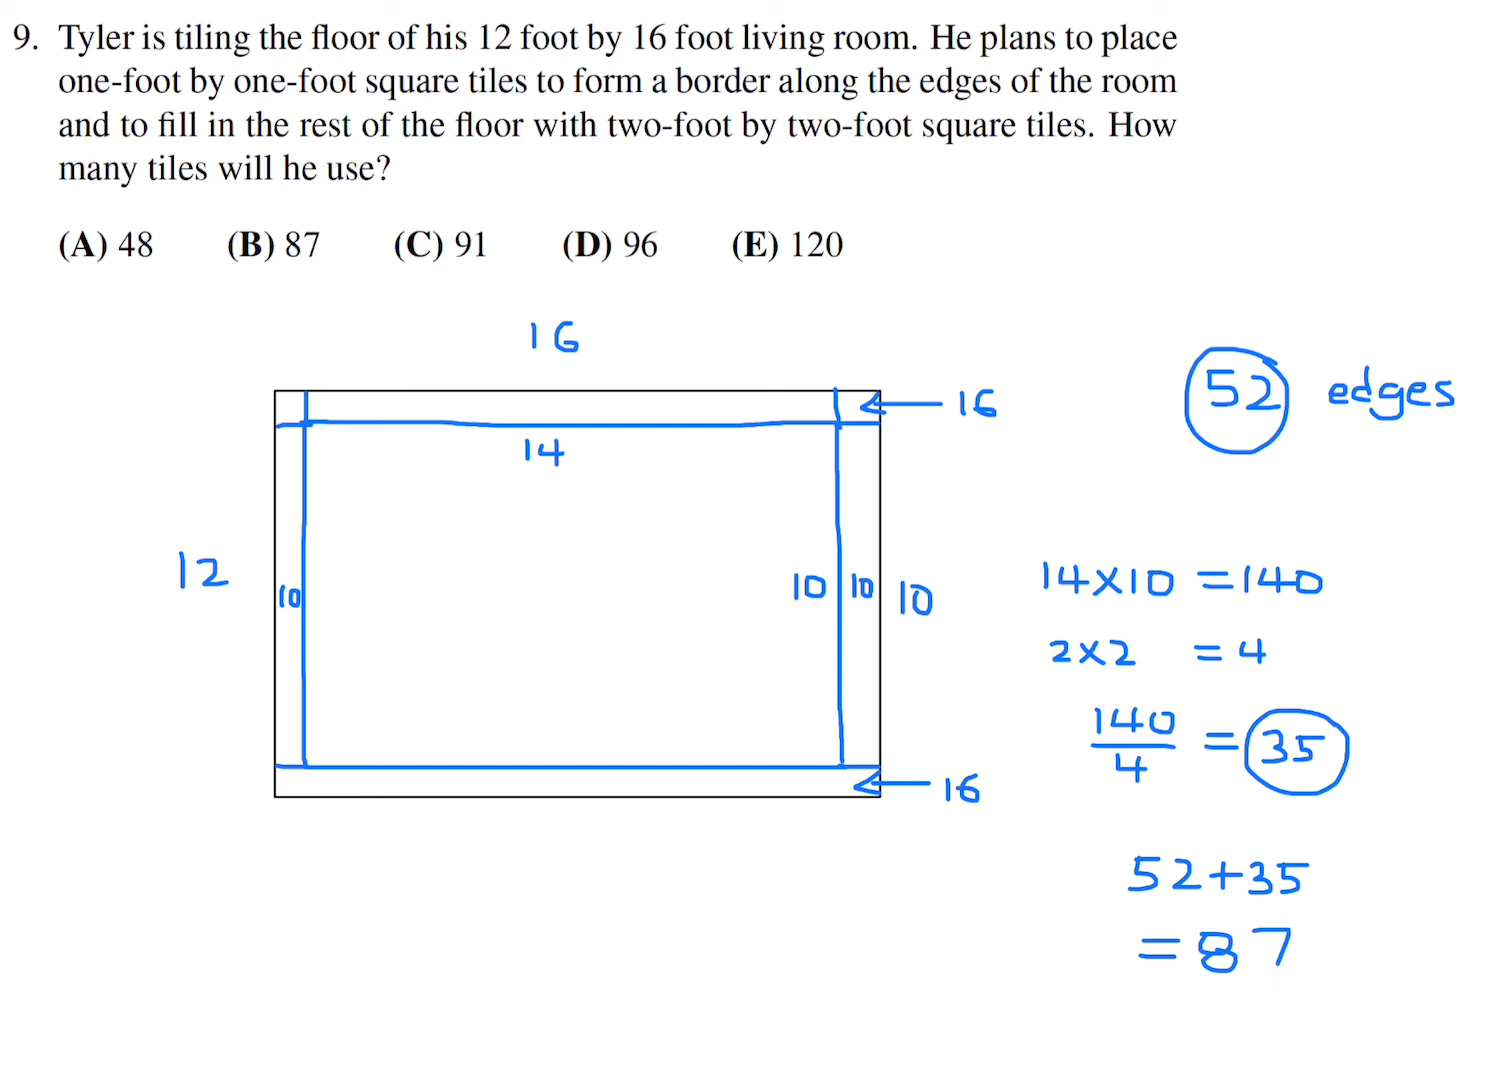 9. Tyler is tiling the floor of his 12 foot by 16 foot living room. He plans to place
one-foot by one-foot square tiles to form a border along the edges of the room
and to fill in the rest of the floor with two-foot by two-foot square tiles. How
many tiles will he use?
(A) 48 (B) 87 (C) 91 (D) 96 (E) 120
16
16
52 edges
14
12
10
10
10
10
16
14×10 = 140
2×2 = 4
140/4 = 35
52+35
= 87